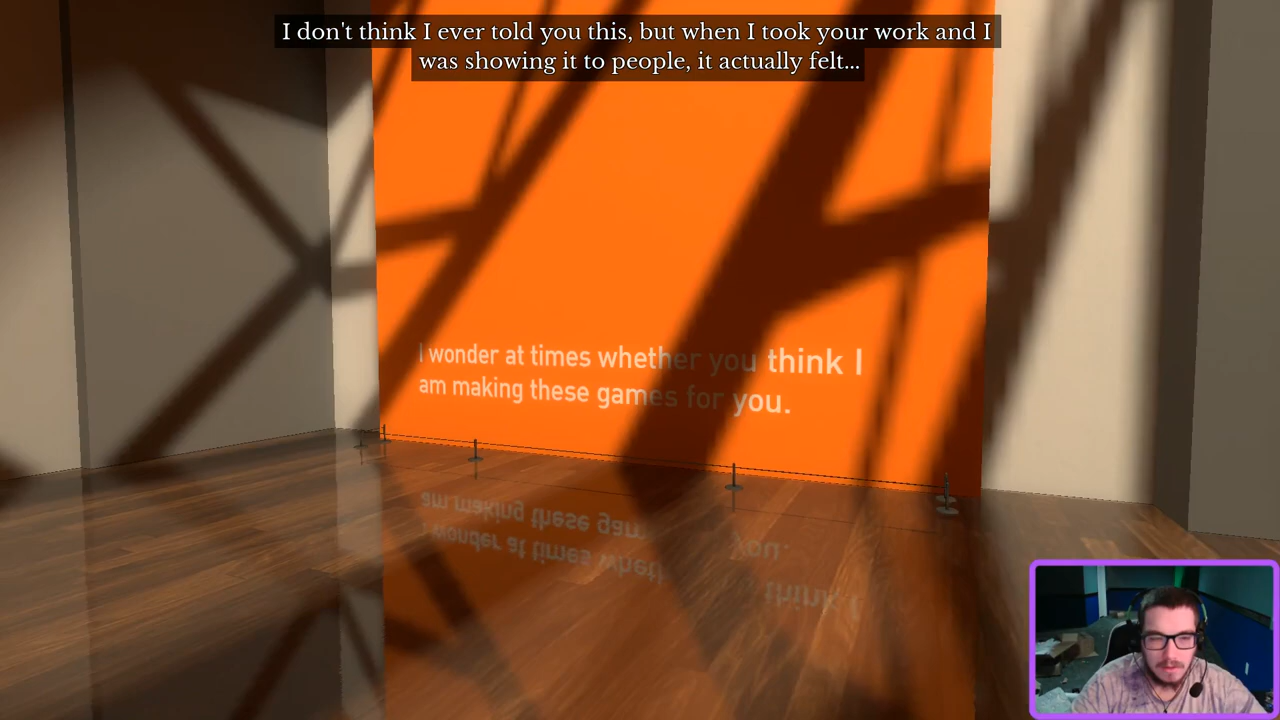 I don't think I ever told you this, but when I took your work and I
was showing it to people, it actually felt...
I wonder at times whether you think I
am making these games for you.